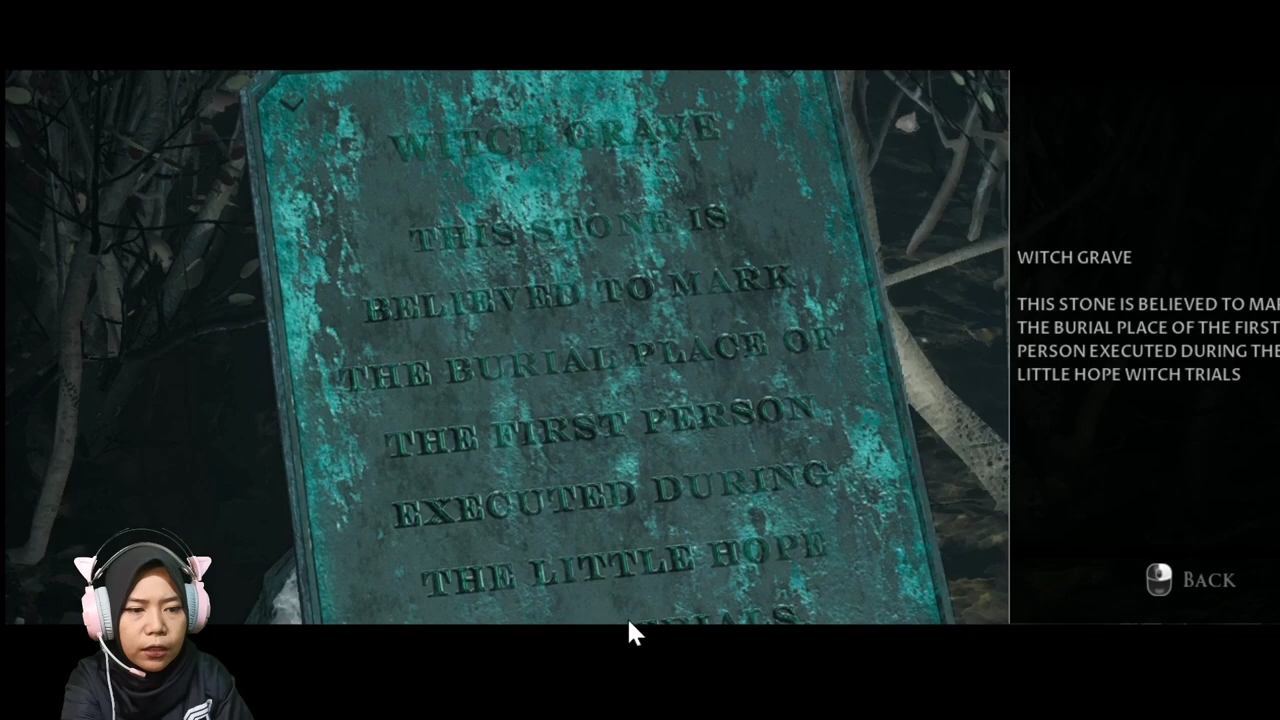 WITCH GRAVE
THIS STONE IS
BELIEVED TO MARK
THE BURIAL PLACE OF
THE FIRST PERSON
EXECUTED DURING
THE LITTLE HOPE
TRIALS
WITCH GRAVE
THIS STONE IS BELIEVED TO
THE BURIAL PLACE OF THE FIRST
PERSON EXECUTED DURING THE
LITTLE HOPE WITCH TRIALS
BACK